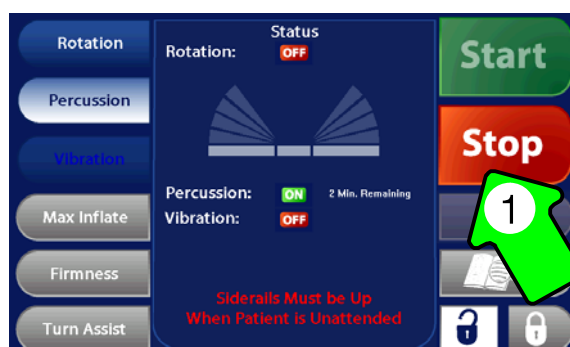 Rotation
Percussion
Vibration
Max Inflate
Firmness
Turn Assist
Status
Rotation: OFF
Percussion: ON 2 Min. Remaining
Vibration: OFF
Siderails Must be Up
When Patient is Unattended
Start
Stop
1